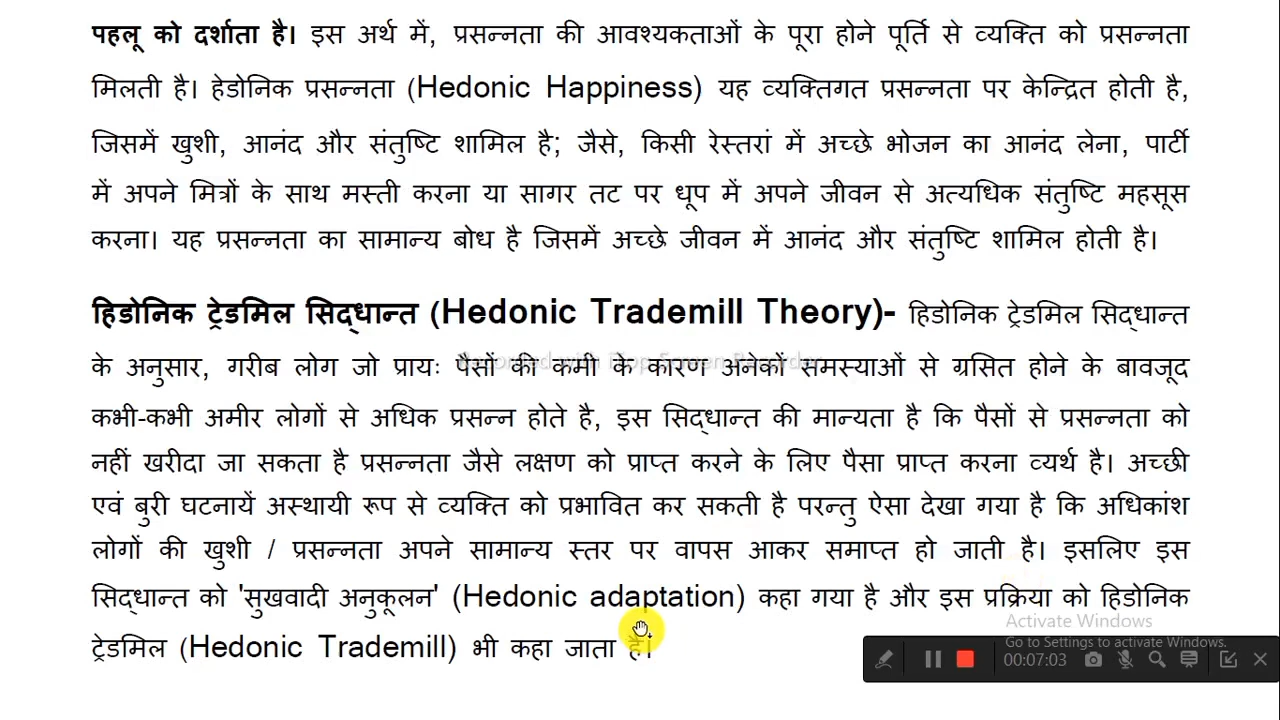 पहलू को दर्शाता है। इस अर्थ में, प्रसन्नता की आवश्यकताओं के पूरा होने पूर्ति से व्यक्ति को प्रसन्नता
मिलती है। हेडोनिक प्रसन्नता (Hedonic Happiness) यह व्यक्तिगत प्रसन्नता पर केन्द्रित होती है,
जिसमें खुशी, आनंद और संतुष्टि शामिल है; जैसे, किसी रेस्तरां में अच्छे भोजन का आनंद लेना, पार्टी
में अपने मित्रों के साथ मस्ती करना या सागर तट पर धूप में अपने जीवन से अत्यधिक संतुष्टि महसूस
करना। यह प्रसन्नता का सामान्य बोध है जिसमें अच्छे जीवन में आनंद और संतुष्टि शामिल होती है।
हिडोनिक ट्रेडमिल सिद्धान्त (Hedonic Trademill Theory)- हिडोनिक ट्रेडमिल सिद्धान्त
के अनुसार, गरीब लोग जो प्रायः पैसों की कमी के कारण अनेकों समस्याओं से ग्रसित होने के बावजूद
Recorded with iTop Screen Recorder
कभी-कभी अमीर लोगों से अधिक प्रसन्न होते है, इस सिद्धान्त की मान्यता है कि पैसों से प्रसन्नता को
नहीं खरीदा जा सकता है प्रसन्नता जैसे लक्षण को प्राप्त करने के लिए पैसा प्राप्त करना व्यर्थ है। अच्छी
एवं बुरी घटनायें अस्थायी रूप से व्यक्ति को प्रभावित कर सकती है परन्तु ऐसा देखा गया है कि अधिकांश
लोगों की खुशी / प्रसन्नता अपने सामान्य स्तर पर वापस आकर समाप्त हो जाती है। इसलिए इस
सिद्धान्त को 'सुखवादी अनुकूलन' (Hedonic adaptation) कहा गया है और इस प्रक्रिया को हिडोनिक
ट्रेडमिल (Hedonic Trademill) भी कहा जाता है।
Activate Windows
Go to Settings to activate Windows.
00:07:03